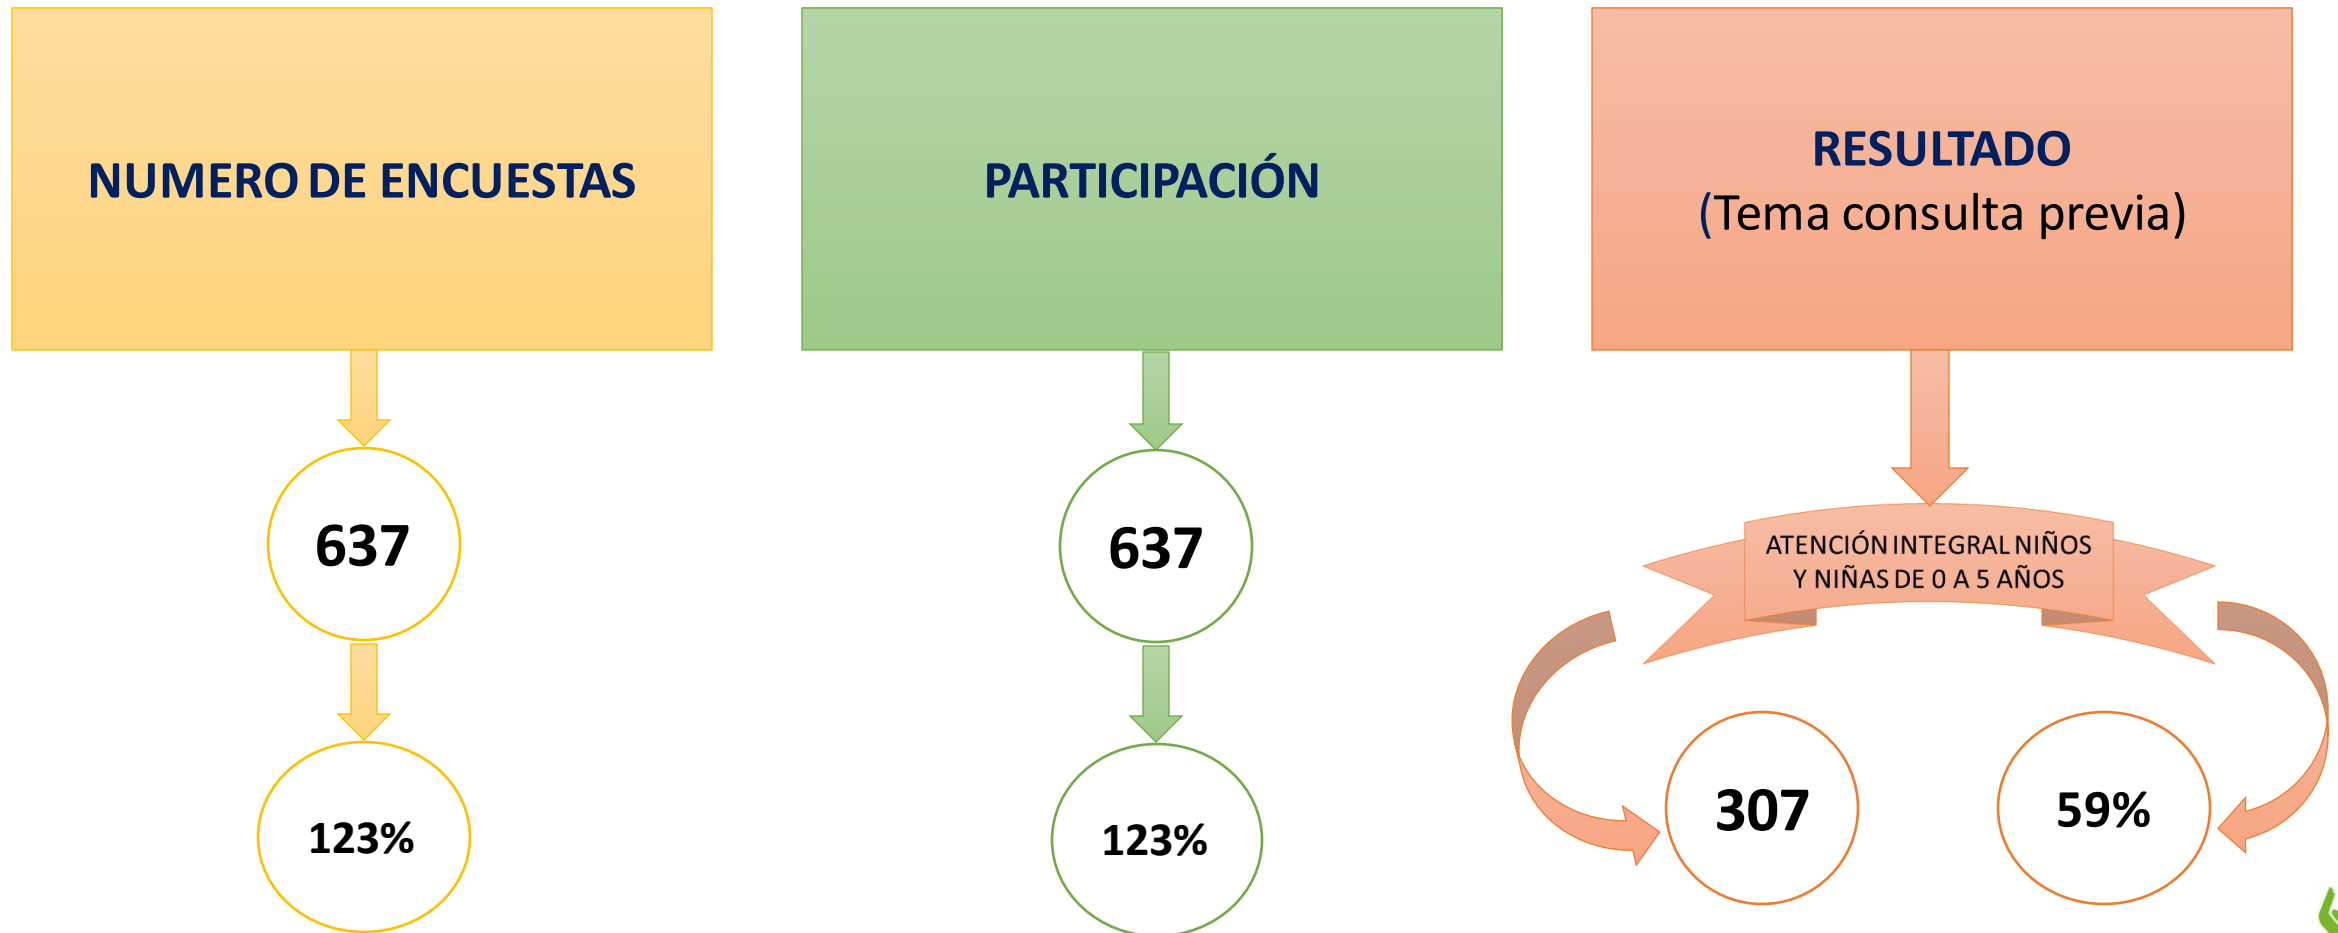 NUMERO DE ENCUESTAS
637
123%
PARTICIPACIÓN
637
123%
RESULTADO
(Tema consulta previa)
ATENCIÓN INTEGRAL NIÑOS
Y NIÑAS DE 0 A 5 AÑOS
307
59%